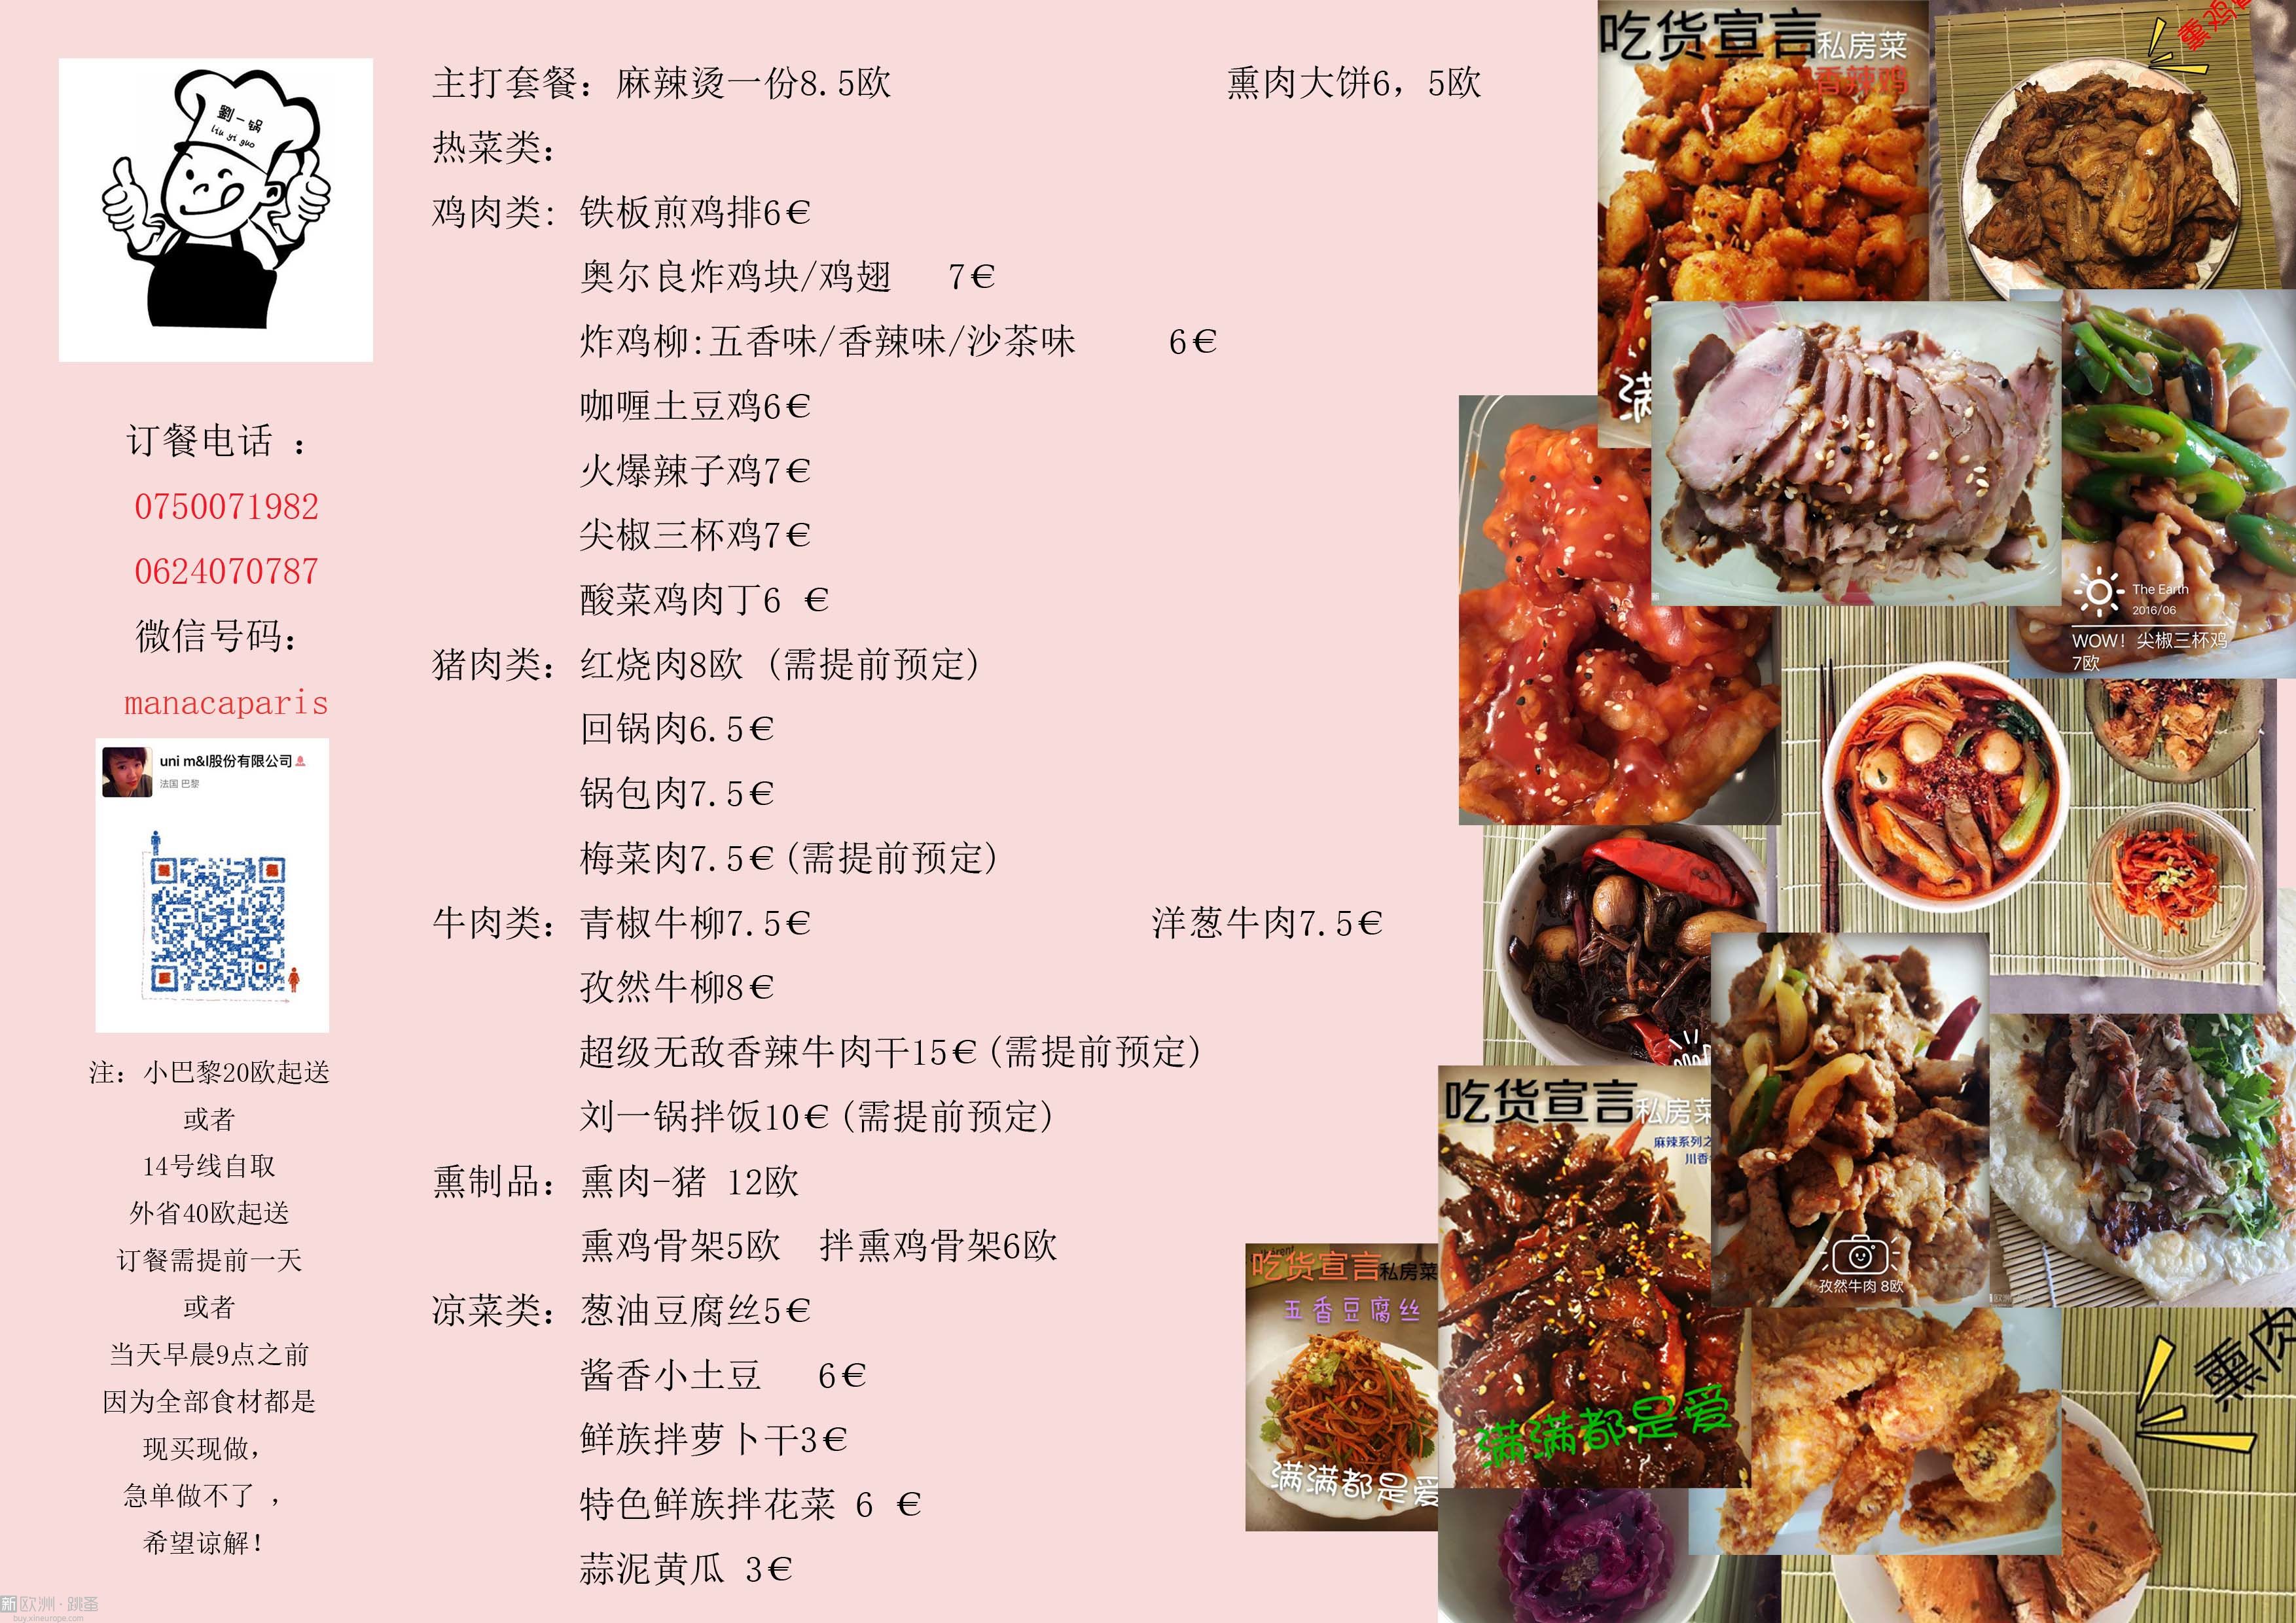 劉一锅
liu yi guo
订餐电话 ：
0750071982
0624070787
微信号码：
manacaparis
uni m&l股份有限公司
法国 巴黎
注：小巴黎20欧起送
或者
14号线自取
外省40欧起送
订餐需提前一天
或者
当天早晨9点之前
因为全部食材都是
现买现做，
急单做不了 ，
希望谅解！
主打套餐：麻辣烫一份8.5欧 熏肉大饼6，5欧
热菜类：
鸡肉类：铁板煎鸡排6€
奥尔良炸鸡块/鸡翅 7€
炸鸡柳:五香味/香辣味/沙茶味 6€
咖喱土豆鸡6€
火爆辣子鸡7€
尖椒三杯鸡7€
酸菜鸡肉丁6 €
猪肉类：红烧肉8欧 (需提前预定)
回锅肉6.5€
锅包肉7.5€
梅菜肉7.5€(需提前预定)
牛肉类：青椒牛柳7.5€ 洋葱牛肉7.5€
孜然牛柳8€
超级无敌香辣牛肉干15€(需提前预定)
刘一锅拌饭10€(需提前预定)
熏制品：熏肉-猪 12欧
熏鸡骨架5欧 拌熏鸡骨架6欧
凉菜类：葱油豆腐丝5€
酱香小土豆 6€
鲜族拌萝卜干3€
特色鲜族拌花菜 6 €
蒜泥黄瓜 3€
吃货宣言私房菜
香辣鸡
满
熏鸡
The Earth
2016/06
WOW！尖椒三杯鸡
7欧
吃货宣言私房菜
麻辣系列之
川香
满满都是爱
孜然牛肉 8欧
吃货宣言私房菜
五香豆腐丝
满满都是爱
熏肉
新欧洲·跳蚤
buy.xineurope.com